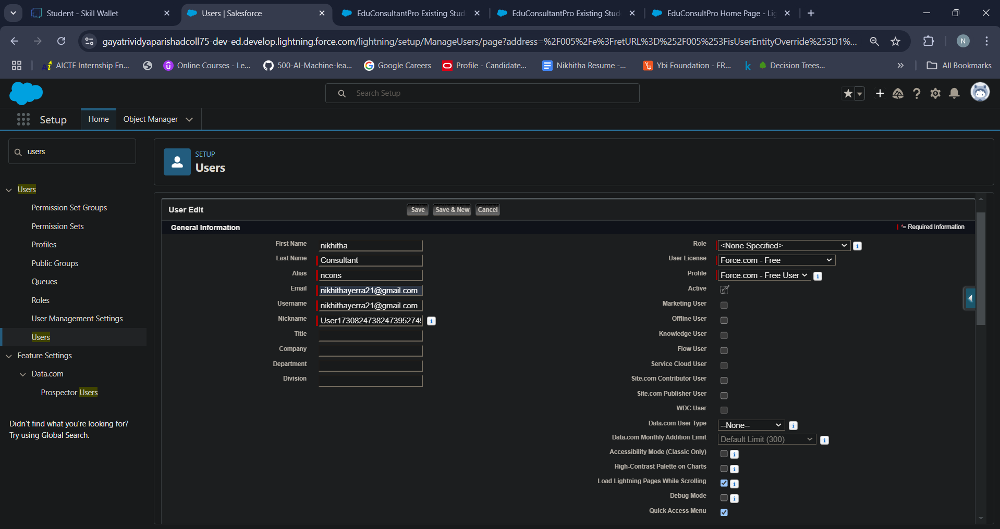 Student - Skill Wallet
Users | Salesforce
EduConsultantPro Existing Stud
EduConsultantPro Existing Stud
EduConsultPro Home Page - Lig
gayatrividyaparishadcoll75-dev-ed.develop.lightning.force.com/lightning/setup/ManageUsers/page?address=%2F005%2Fe%3FretURL%3D%252F005%253FisUserEntityOverride%253D1%...
N
AICTE Internship En...
Online Courses - Le...
500-AI-Machine-lea...
Google Careers
Profile - Candidate...
Nikhitha Resume -...
Ybi Foundation - FR...
k
Decision Trees...
All Bookmarks
Search Setup
Setup
Home
Object Manager
users
SETUP
Users
Users
Permission Set Groups
Permission Sets
Profiles
Public Groups
Queues
Roles
User Management Settings
Users
Feature Settings
Data.com
Prospector Users
Didn't find what you're looking for?
Try using Global Search.
User Edit
Save
Save & New
Cancel
General Information
*= Required Information
First Name nikhitha
Last Name Consultant
Alias ncons
Email nikhithayerra21@gmail.com
Username nikhithayerra21@gmail.com
Nickname
Title
Company
Department
Division
Role <None Specified>
User License Force.com - Free
Profile Force.com - Free User
Active
Marketing User
Offline User
Knowledge User
Flow User
Service Cloud User
Site.com Contributor User
Site.com Publisher User
WDC User
Data.com User Type --None--
Data.com Monthly Addition Limit Default Limit (300)
Accessibility Mode (Classic Only)
High-Contrast Palette on Charts
Load Lightning Pages While Scrolling
Debug Mode
Quick Access Menu